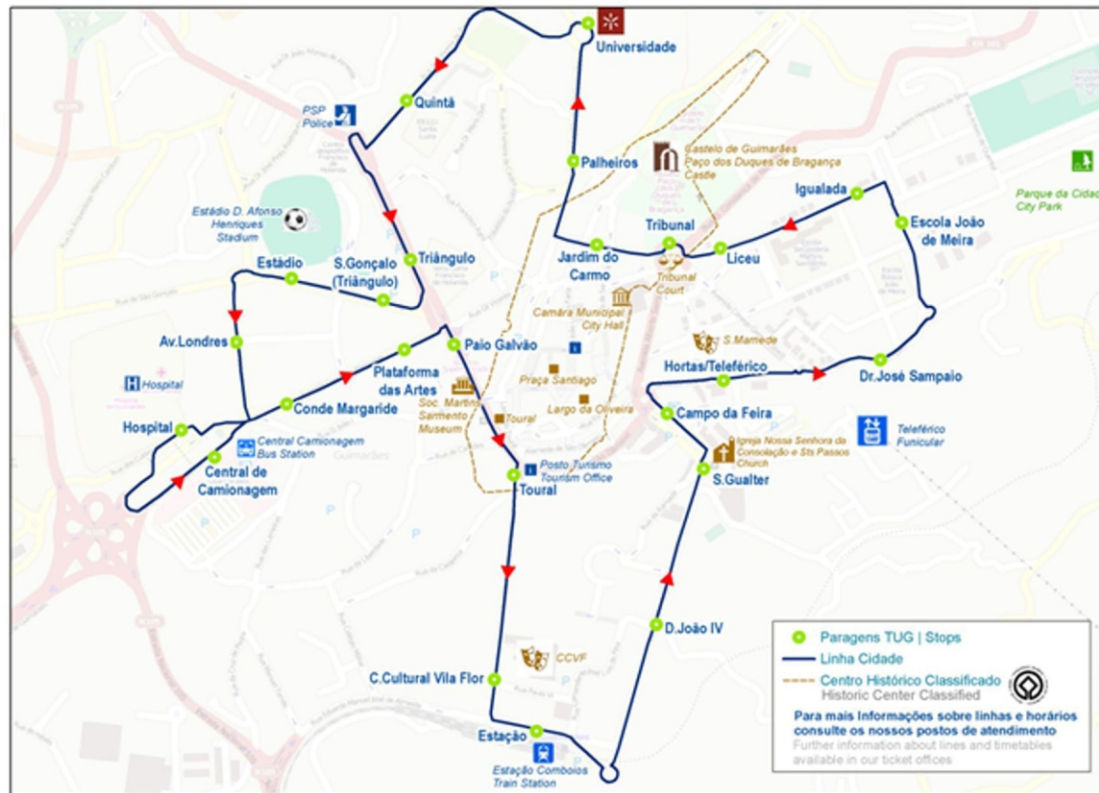 Universidade
Quintã
PSP
Police
Palheiros
Castelo de Guimarães
Paço dos Duques de Bragança
Castle
Igualada
Parque da Cidade
City Park
Estádio D. Afonso
Henriques
Stadium
Escola João
de Meira
Tribunal
Liceu
Jardim do
Carmo
Tribunal
Court
Triângulo
S.Gonçalo
(Triângulo)
Estádio
Camâra Municipal
City Hall
Av.Londres
Paio Galvão
S.Mamede
Hortas/Teleférico
Dr.José Sampaio
Plataforma
das Artes
Praça Santiago
Hospital
Soc. Martins
Sarmento
Museum
Conde Margaride
Toural
Largo da Oliveira
Campo da Feira
Teleférico
Funicular
Hospital
Central Camionagem
Bus Station
Igreja Nossa Senhora da
Consolação e Sts Passos
Church
Central de
Camionagem
Posto Turismo
Tourism Office
Toural
S.Gualter
D.João IV
CCVF
C.Cultural Vila Flor
Estação
Estação Comboios
Train Station
Paragens TUG | Stops
Linha Cidade
Centro Histórico Classificado
Historic Center Classified
Para mais Informações sobre linhas e horários
consulte os nossos postos de atendimento
Further information about lines and timetables
available in our ticket offices